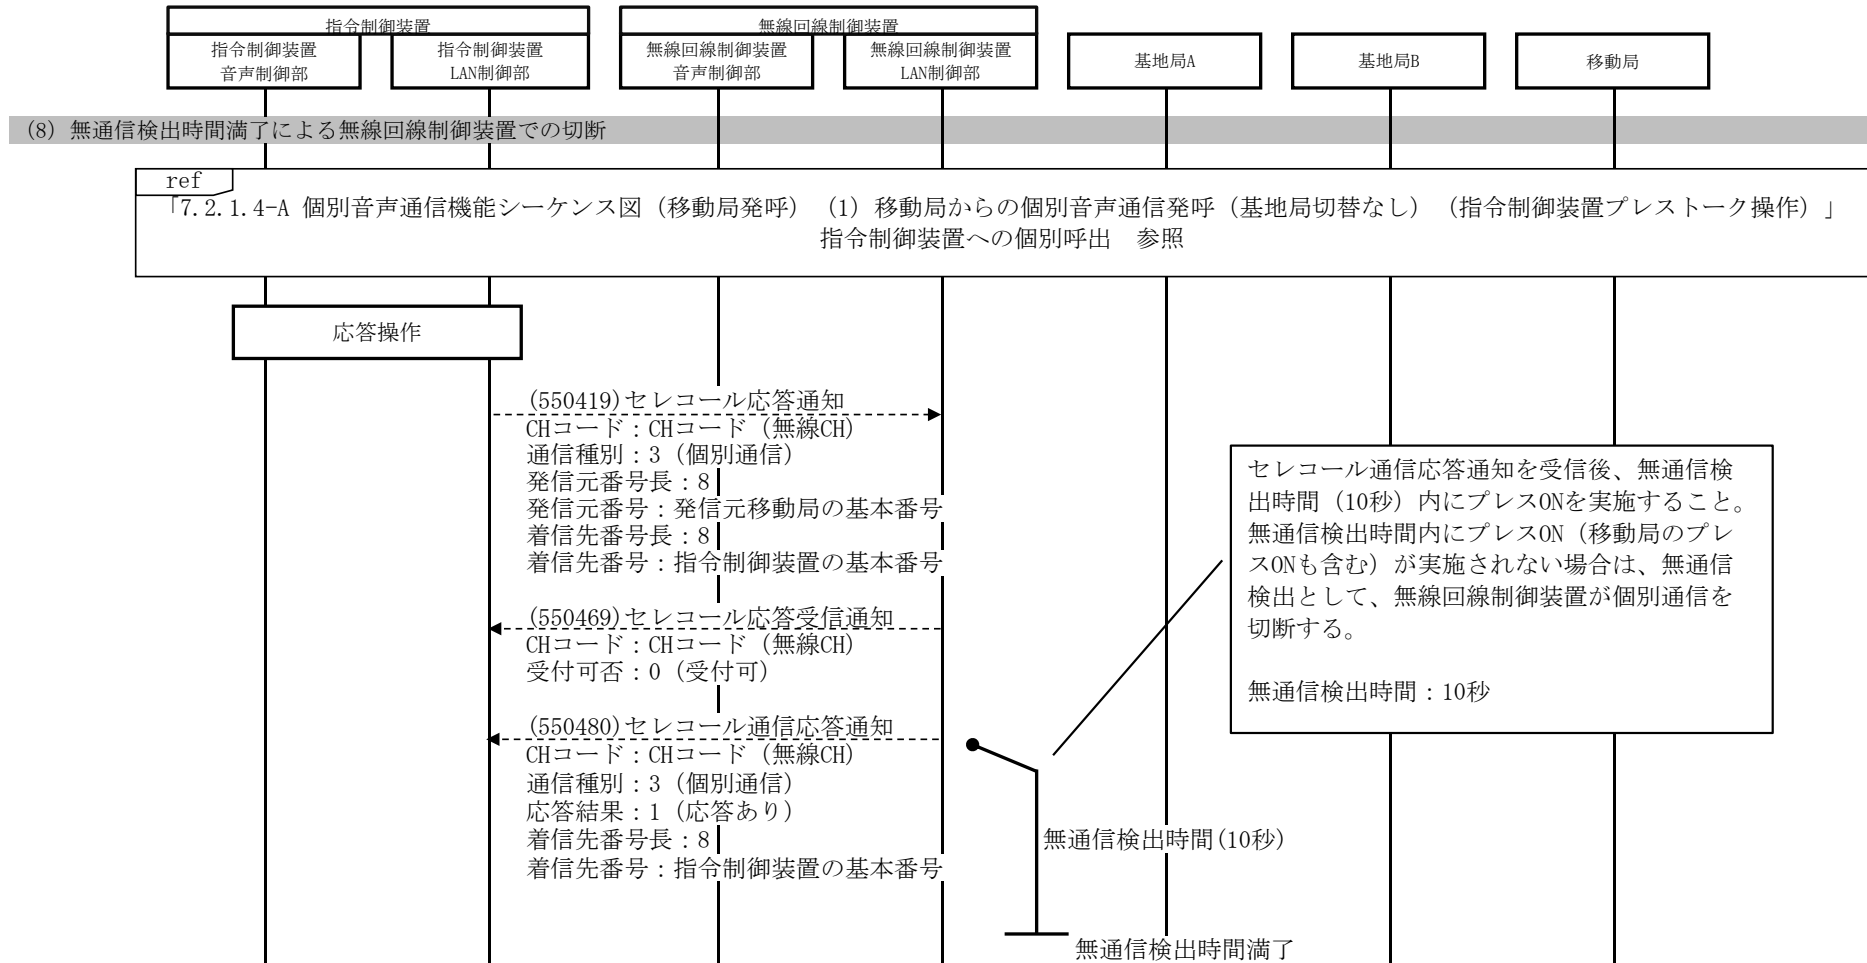 指令制御装置
無線回線制御装置
指令制御装置
音声制御部
指令制御装置
LAN制御部
無線回線制御装置
音声制御部
無線回線制御装置
LAN制御部
基地局A
基地局B
移動局
(8) 無通信検出時間満了による無線回線制御装置での切断
ref
「7.2.1.4-A 個別音声通信機能シーケンス図（移動局発呼）（1）移動局からの個別音声通信発呼（基地局切替なし）（指令制御装置プレストーク操作）」
指令制御装置への個別呼出　参照
応答操作
(550419)セレコール応答通知
CHコード：CHコード（無線CH）
通信種別：3（個別通信）
発信元番号長：8
発信元番号：発信元移動局の基本番号
着信先番号長：8
着信先番号：指令制御装置の基本番号
(550469)セレコール応答受信通知
CHコード：CHコード（無線CH）
受付可否：0（受付可）
(550480)セレコール通信応答通知
CHコード：CHコード（無線CH）
通信種別：3（個別通信）
応答結果：1（応答あり）
着信先番号長：8
着信先番号：指令制御装置の基本番号
セレコール通信応答通知を受信後、無通信検
出時間（10秒）内にプレスONを実施すること。
無通信検出時間内にプレスON（移動局のプレ
スONも含む）が実施されない場合は、無通信
検出として、無線回線制御装置が個別通信を
切断する。
無通信検出時間：10秒
無通信検出時間(10秒)
無通信検出時間満了